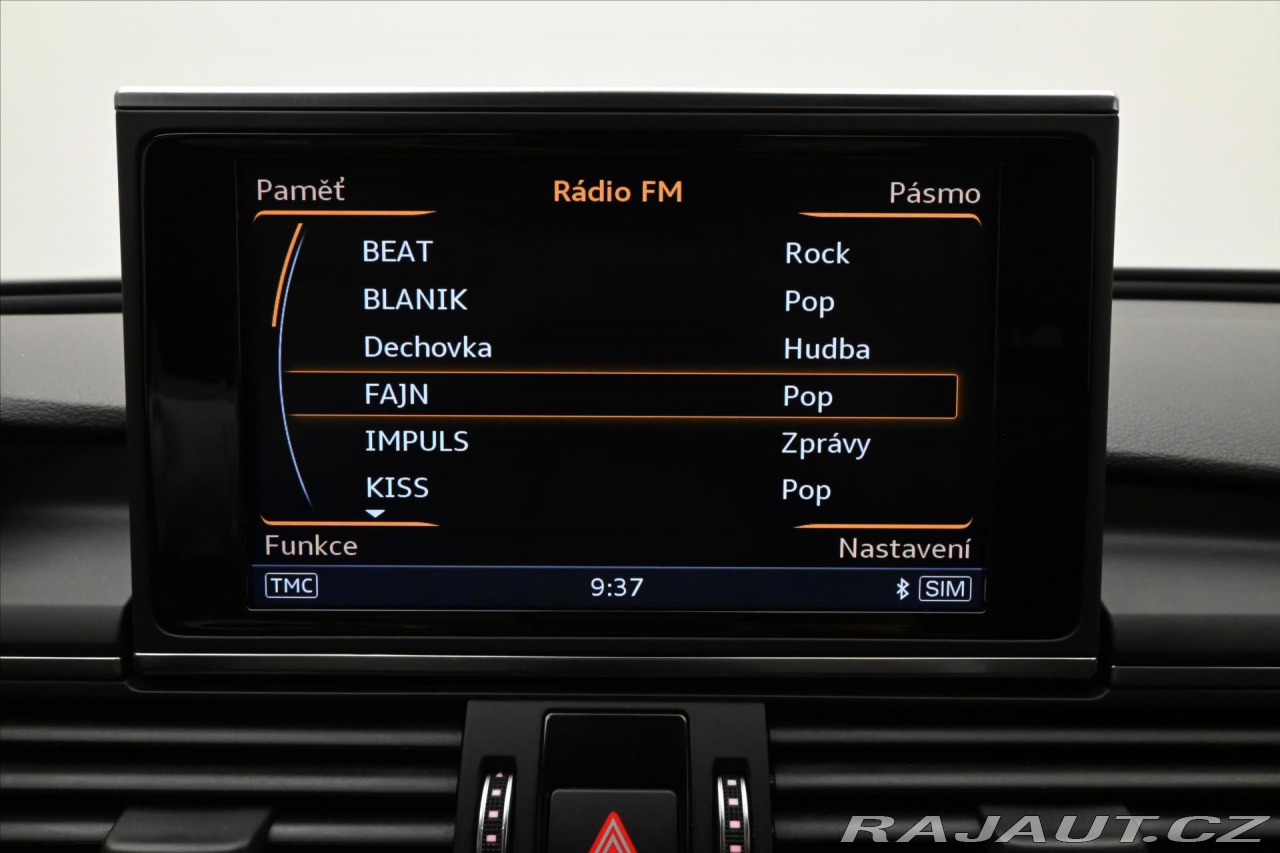 Paměť Rádio FM Pásmo
BEAT Rock
BLANIK Pop
Dechovka Hudba
FAJN Pop
IMPULS Zprávy
KISS Pop
Funkce Nastavení
TMC 9:37 SIM
RAJAUT.CZ